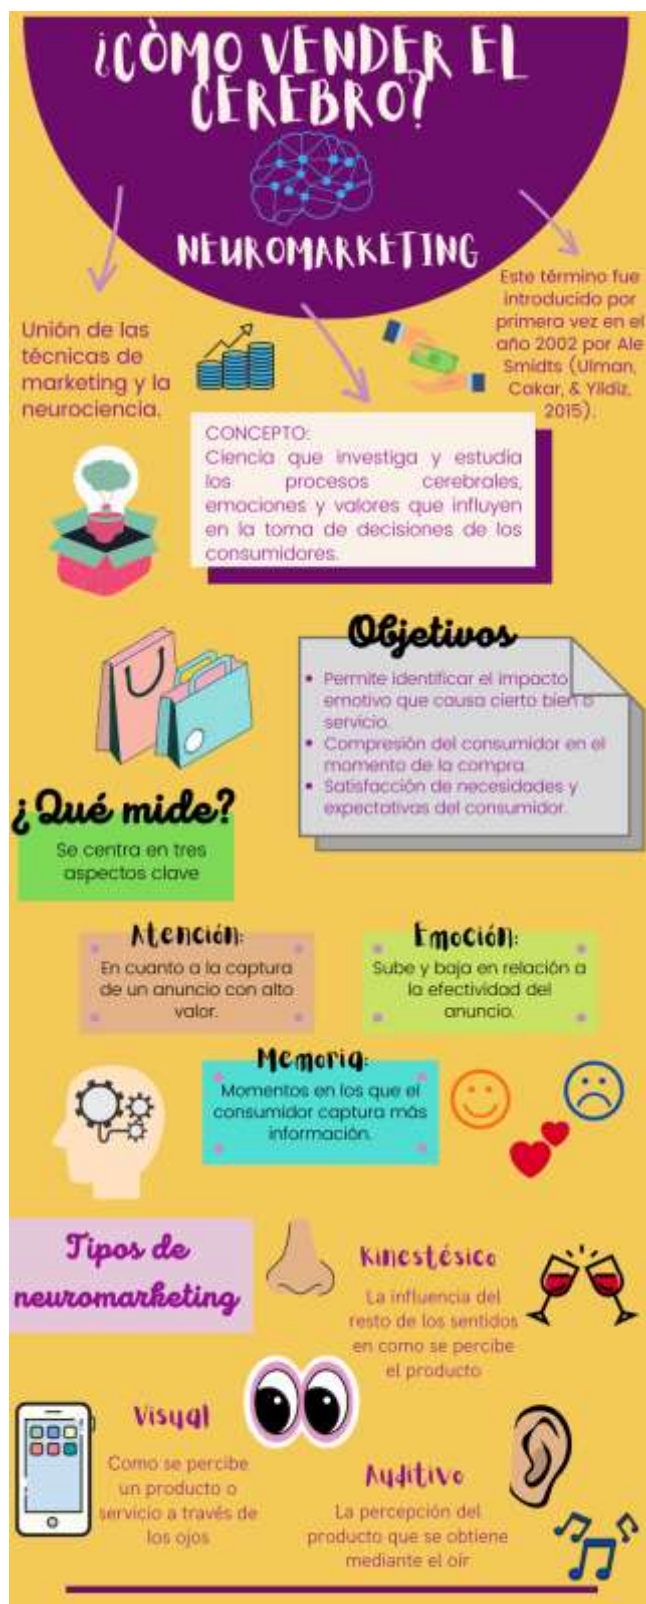 ¿CÒMO VENDER EL
CEREBRO?
NEUROMARKETING
Unión de las
técnicas de
marketing y la
neurociencia.
Este término fue
introducido por
primera vez en el
año 2002 por Ale
Smidts (Ulman,
Cakar, & Yildiz,
2015).
CONCEPTO:
Ciencia que investiga y estudia
los procesos cerebrales,
emociones y valores que influyen
en la toma de decisiones de los
consumidores.
Objetivos
• Permite identificar el impacto
emotivo que causa cierto bien o
servicio.
• Compresión del consumidor en el
momento de la compra.
• Satisfacción de necesidades y
expectativas del consumidor.
¿Qué mide?
Se centra en tres
aspectos clave
Atención:
En cuanto a la captura
de un anuncio con alto
valor.
Emoción:
Sube y baja en relación a
la efectividad del
anuncio.
Memoria:
Momentos en los que el
consumidor captura más
información.
Tipos de
neuromarketing
Kinestésico
La influencia del
resto de los sentidos
en como se percibe
el producto
Visual
Como se percibe
un producto o
servicio a través de
los ojos
Auditivo
La percepción del
producto que se obtiene
mediante el oír